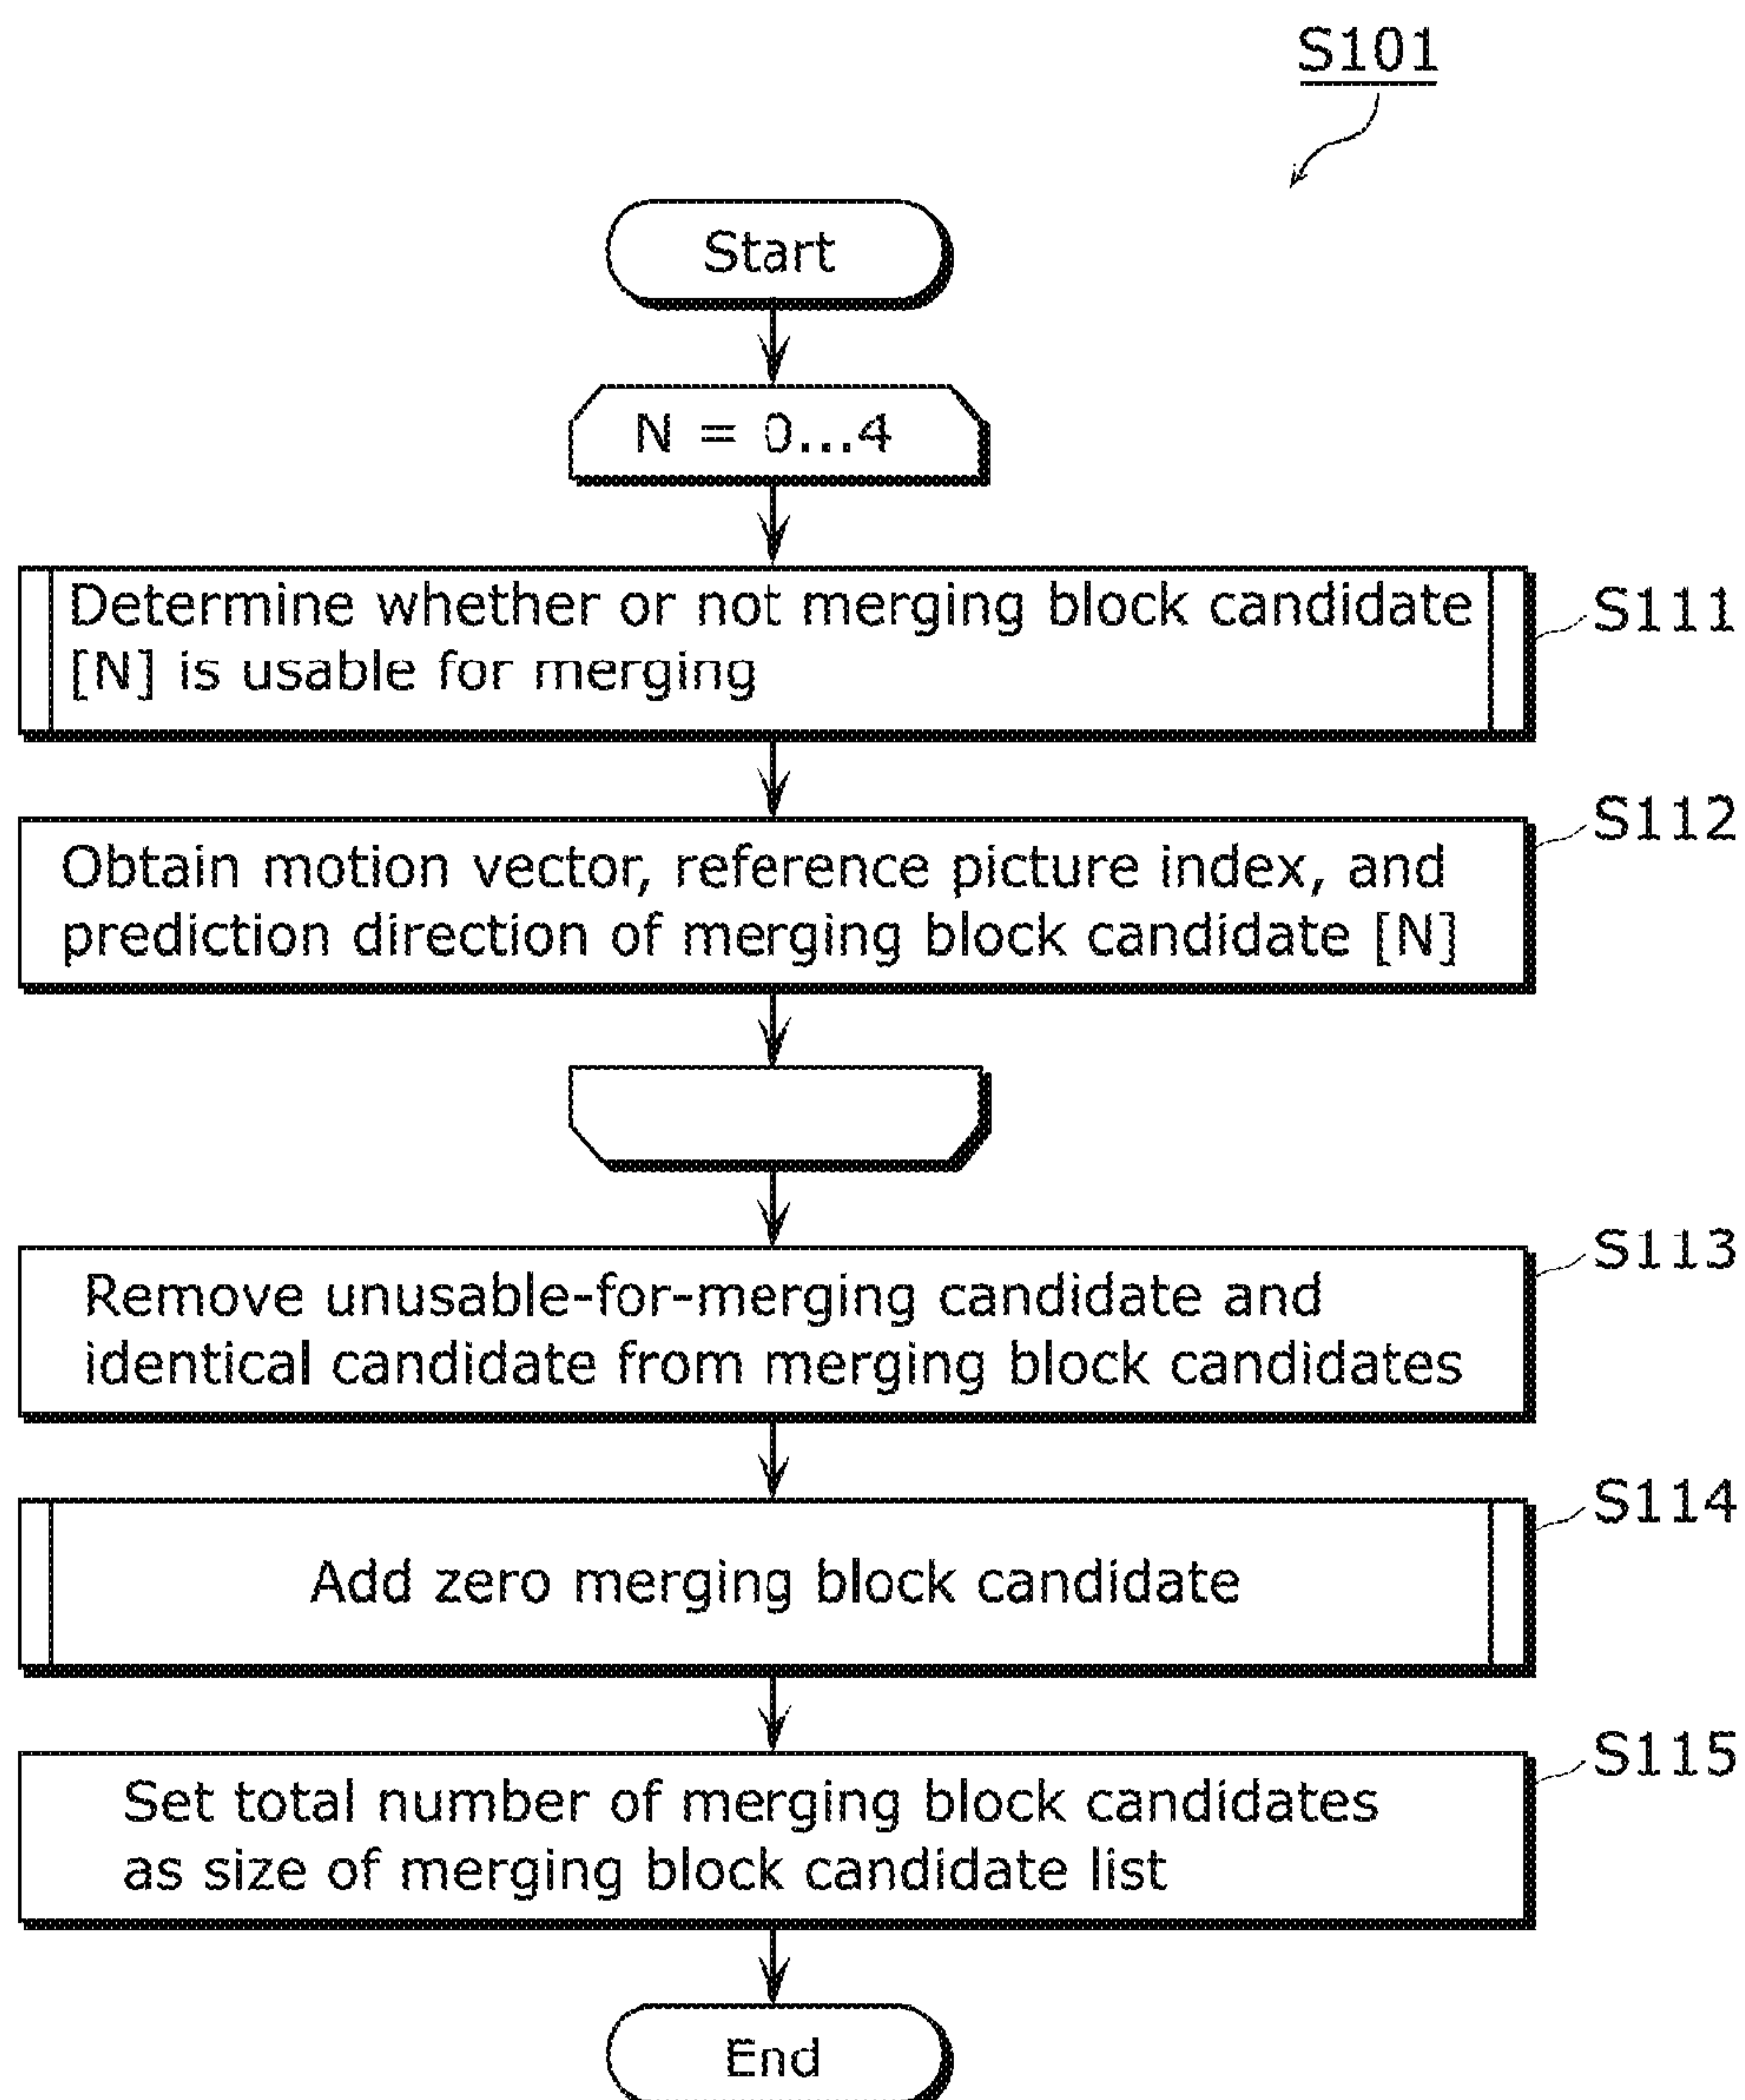 S101
Start
N = 0...4
Determine whether or not merging block candidate
[N] is usable for merging
S111
S112
Obtain motion vector, reference picture index, and
prediction direction of merging block candidate [N]
S113
Remove unusable-for-merging candidate and
identical candidate from merging block candidates
S114
Add zero merging block candidate
S115
Set total number of merging block candidates
as size of merging block candidate list
End